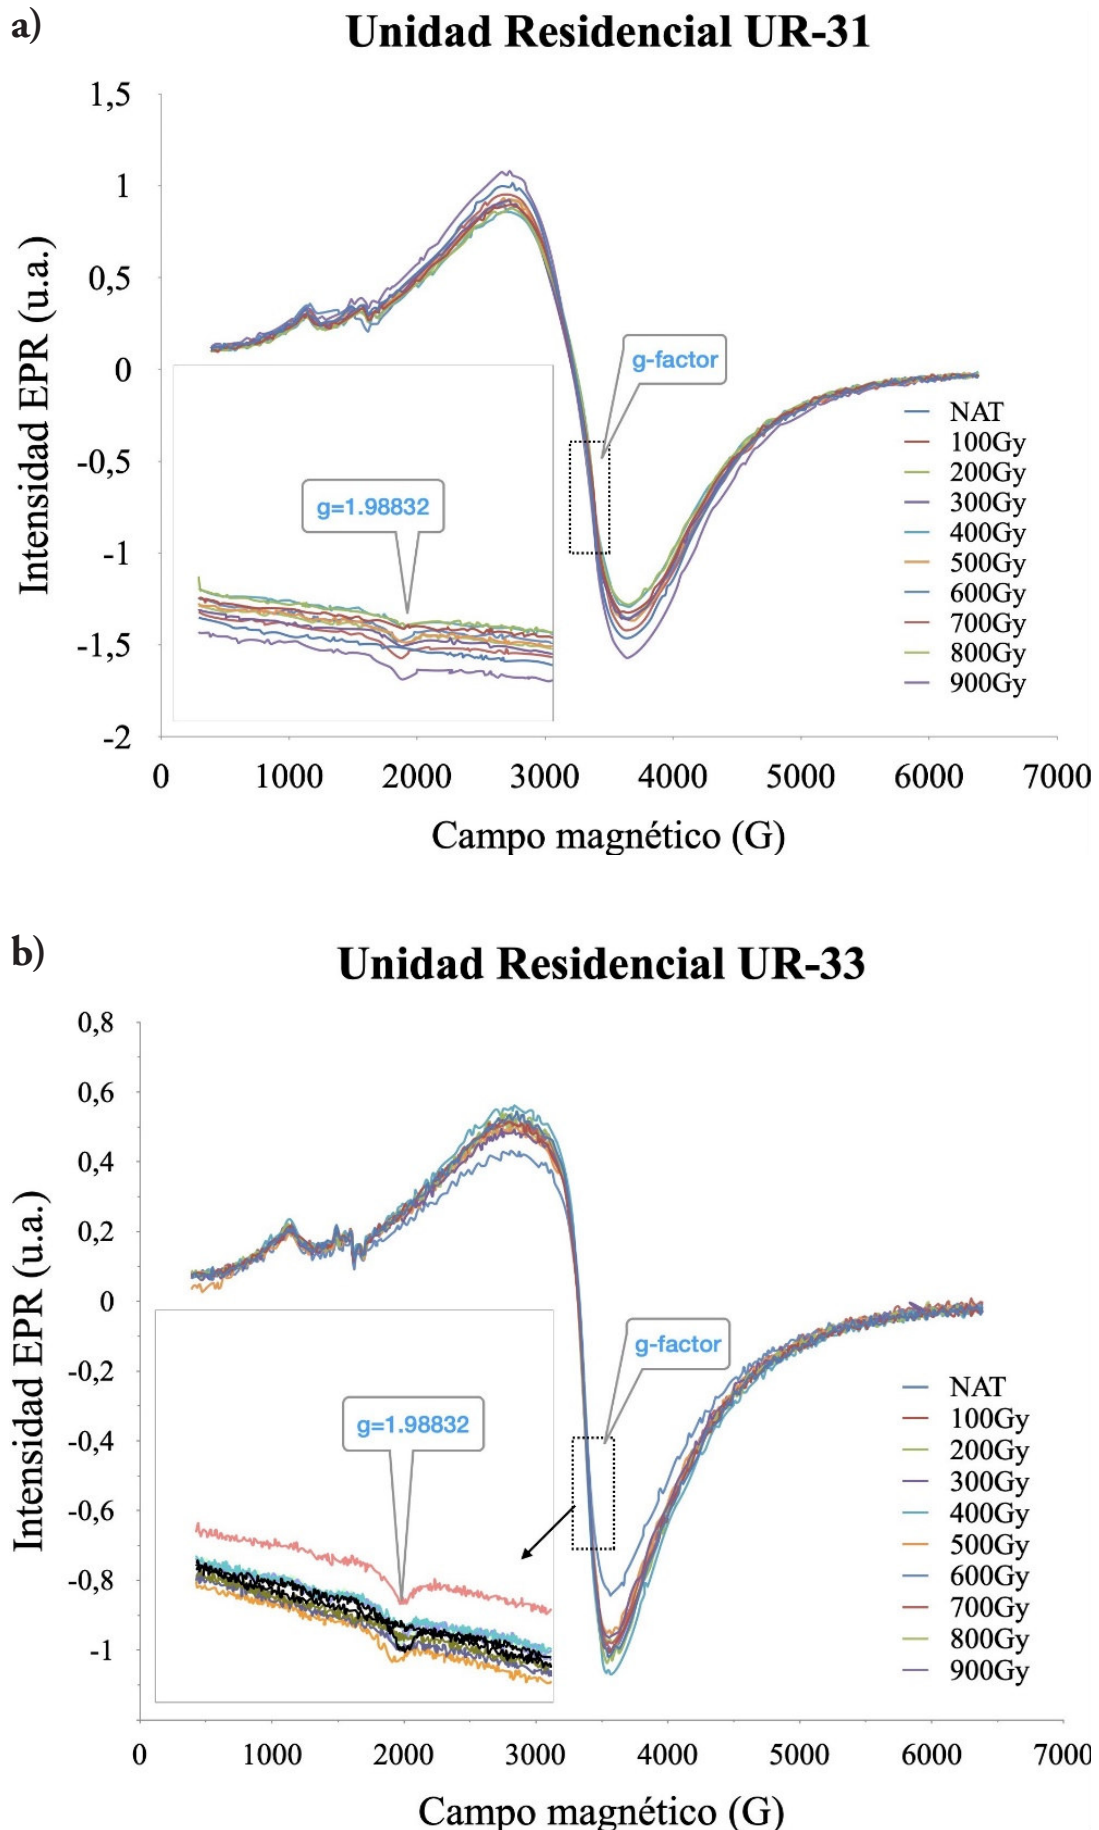 a)
Unidad Residencial UR-31
Intensidad EPR (u.a.)
1,5
1
0,5
0
-0,5
-1
-1,5
-2
g-factor
g=1.98832
NAT
100Gy
200Gy
300Gy
400Gy
500Gy
600Gy
700Gy
800Gy
900Gy
0 1000 2000 3000 4000 5000 6000 7000
Campo magnético (G)
b)
Unidad Residencial UR-33
Intensidad EPR (u.a.)
0,8
0,6
0,4
0,2
0
-0,2
-0,4
-0,6
-0,8
-1
g-factor
g=1.98832
NAT
100Gy
200Gy
300Gy
400Gy
500Gy
600Gy
700Gy
800Gy
900Gy
0 1000 2000 3000 4000 5000 6000 7000
Campo magnético (G)